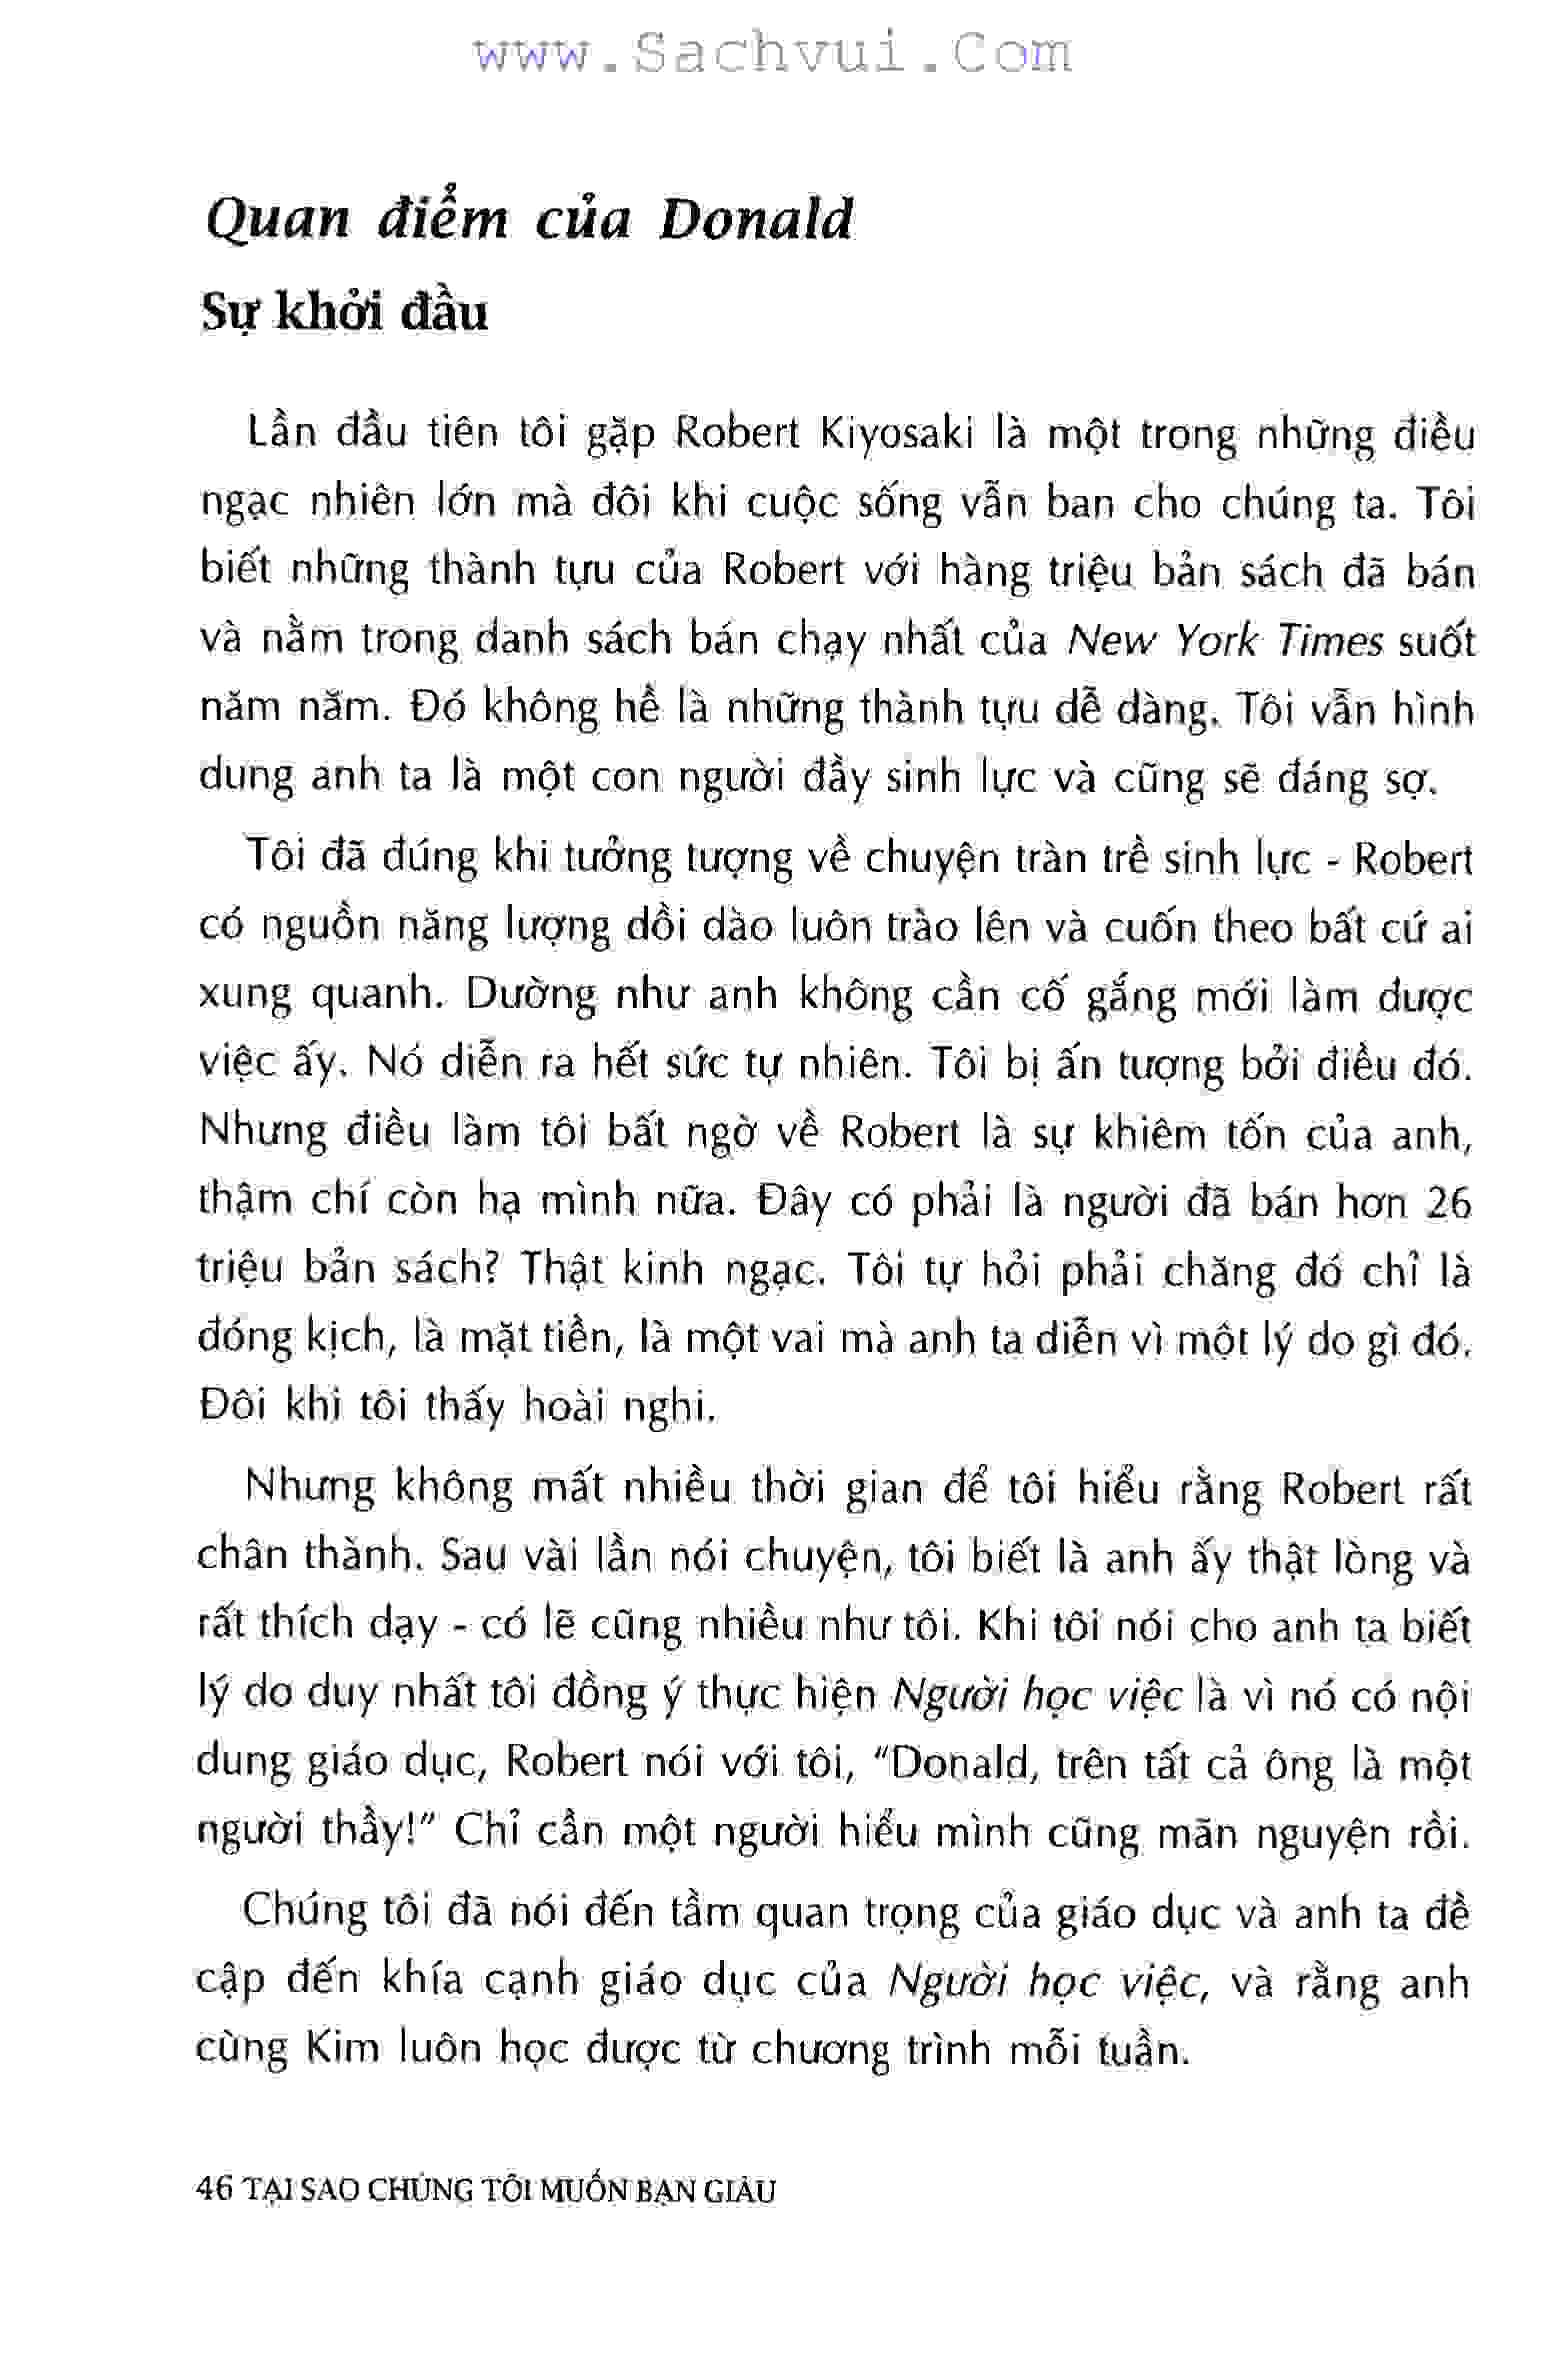 www.Sachvui.Com
Quan điểm của Donald
Sự khởi đầu
Lần đầu tiên tôi gặp Robert Kiyosaki là một trong những điều
ngạc nhiên lớn mà đôi khi cuộc sống vẫn ban cho chúng ta. Tôi
biết những thành tựu của Robert với hàng triệu bản sách đã bán
và nằm trong danh sách bán chạy nhất của New York Times suốt
năm năm. Đó không hề là những thành tựu dễ dàng. Tôi vẫn hình
dung anh ta là một con người đầy sinh lực và cũng sẽ đáng sợ.
Tôi đã đúng khi tưởng tượng về chuyện tràn trề sinh lực - Robert
có nguồn năng lượng dồi dào luôn trào lên và cuốn theo bất cứ ai
xung quanh. Dường như anh không cần cố gắng mới làm được
việc ấy. Nó diễn ra hết sức tự nhiên. Tôi bị ấn tượng bởi điều đó.
Nhưng điều làm tôi bất ngờ về Robert là sự khiêm tốn của anh,
thậm chí còn hạ mình nữa. Đây có phải là người đã bán hơn 26
triệu bản sách? Thật kinh ngạc. Tôi tự hỏi phải chăng đó chỉ là
đóng kịch, là mặt tiền, là một vai mà anh ta diễn vì một lý do gì đó.
Đôi khi tôi thấy hoài nghi.
Nhưng không mất nhiều thời gian để tôi hiểu rằng Robert rất
chân thành. Sau vài lần nói chuyện, tôi biết là anh ấy thật lòng và
rất thích dạy - có lẽ cũng nhiều như tôi. Khi tôi nói cho anh ta biết
lý do duy nhất tôi đồng ý thực hiện Người học việc là vì nó có nội
dung giáo dục, Robert nói với tôi, "Donald, trên tất cả ông là một
người thầy!" Chỉ cần một người hiểu mình cũng mãn nguyện rồi.
Chúng tôi đã nói đến tầm quan trọng của giáo dục và anh ta đề
cập đến khía cạnh giáo dục của Người học việc, và rằng anh
cùng Kim luôn học được từ chương trình mỗi tuần.
46 TẠI SAO CHÚNG TÔI MUỐN BẠN GIÀU